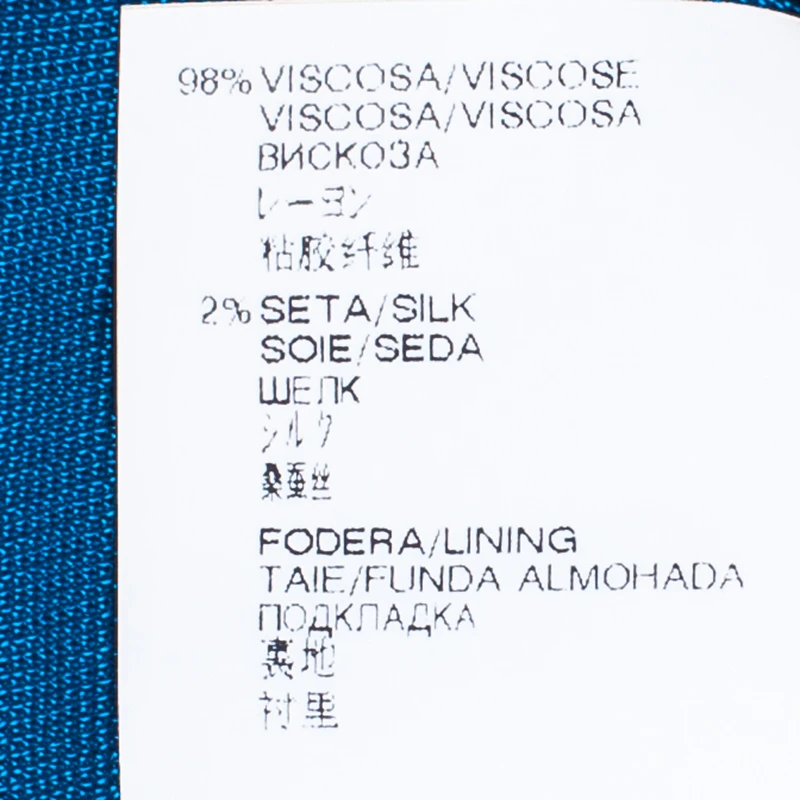 98% VISCOSA/VISCOSE
VISCOSA/VISCOSA
ВИСКОЗА
レーヨン
粘胶纤维
2% SETA/SILK
SOIE/SEDA
ШЕЛК
シルク
桑蚕丝
FODERA/LINING
TAIE/FUNDA ALMOHADA
ПОДКЛАДКА
裏地
衬里